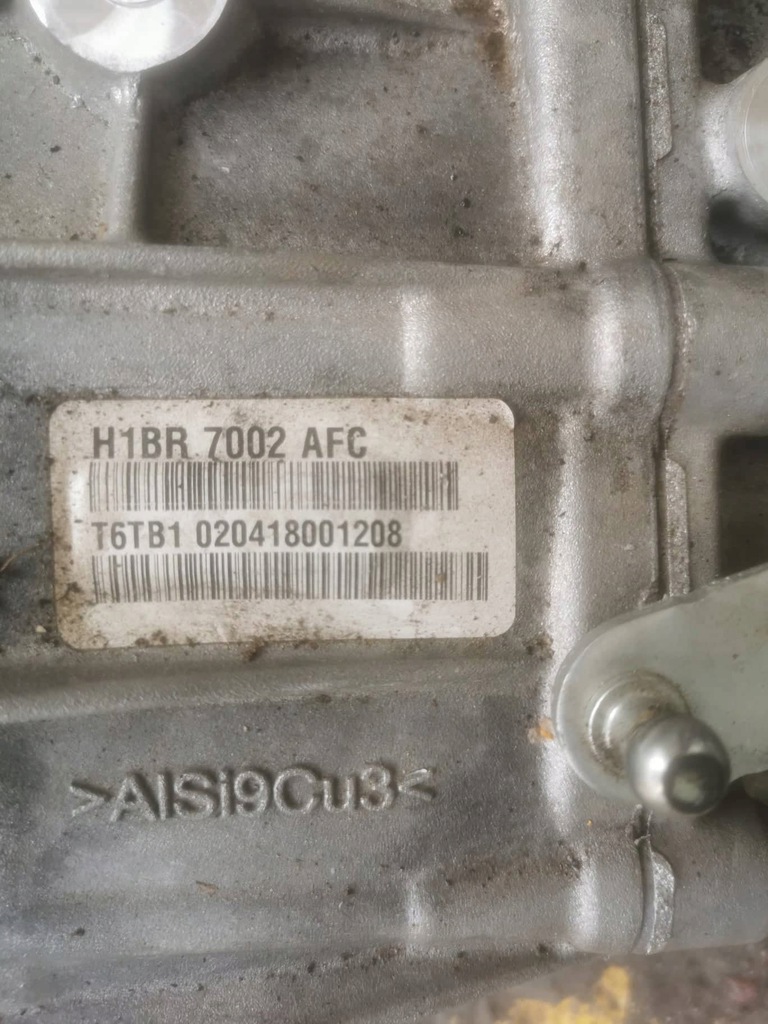 H1BR 7002 AFC
T6TB1 020418001208
>AlSi9Cu3<